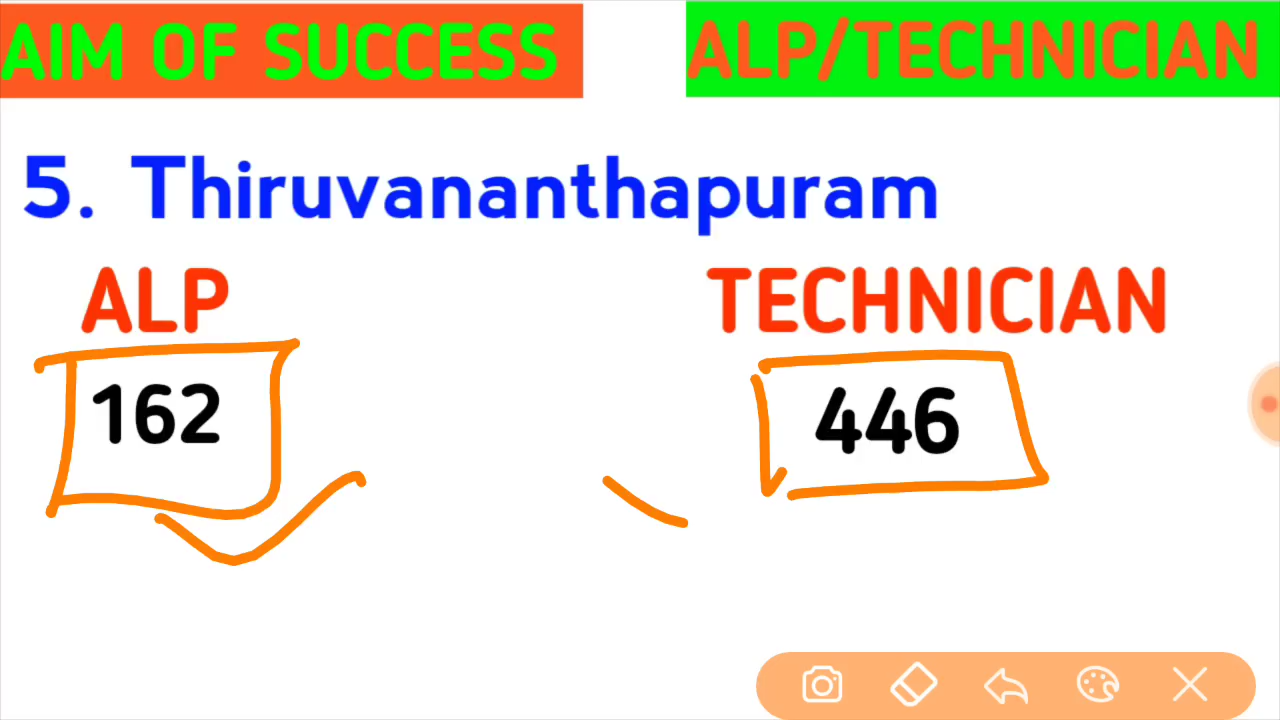 AIM OF SUCCESS
ALP/TECHNICIAN
5. Thiruvananthapuram
ALP TECHNICIAN
162 446